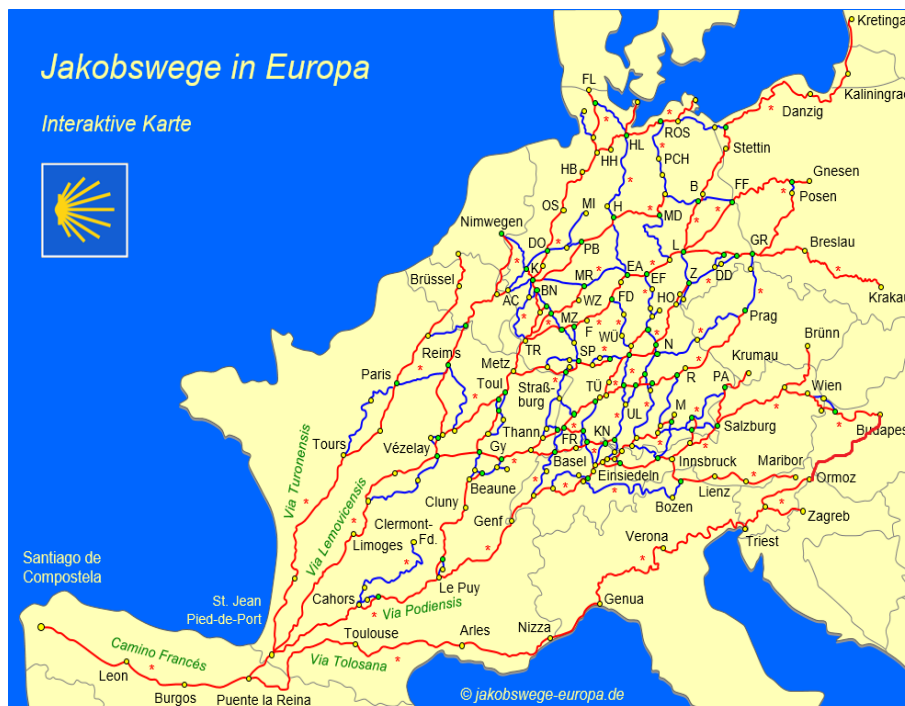 Jakobswege in Europa
Interaktive Karte
Kretinga
Kaliningrad
Danzig
FL
HL
ROS
HH
PCH
Stettin
HB
B
FF
Gnesen
Posen
OS
MI
H
MD
Nimwegen
DO
PB
L
GR
Breslau
Brüssel
K
MR
EA
EF
Z
DD
Krakau
AC
BN
WZ
FD
HO
MZ
F
WÜ
Prag
Brünn
Reims
TR
SP
N
Krumau
Paris
Metz
Toul
Straß-
burg
TÜ
R
PA
Wien
UL
M
Tours
Vézelay
Thann
FR
KN
Salzburg
Budapest
Gy
Basel
Einsiedeln
Innsbruck
Maribor
Beaune
Ormoz
Cluny
Lienz
Bozen
Via Turonensis
Via Lemovicensis
Clermont-
Fd.
Genf
Zagreb
Limoges
Verona
Triest
Santiago de
Compostela
Le Puy
St. Jean
Pied-de-Port
Cahors
Via Podiensis
Genua
Toulouse
Arles
Nizza
Camino Francés
Via Tolosana
Leon
Burgos
Puente la Reina
© jakobswege-europa.de